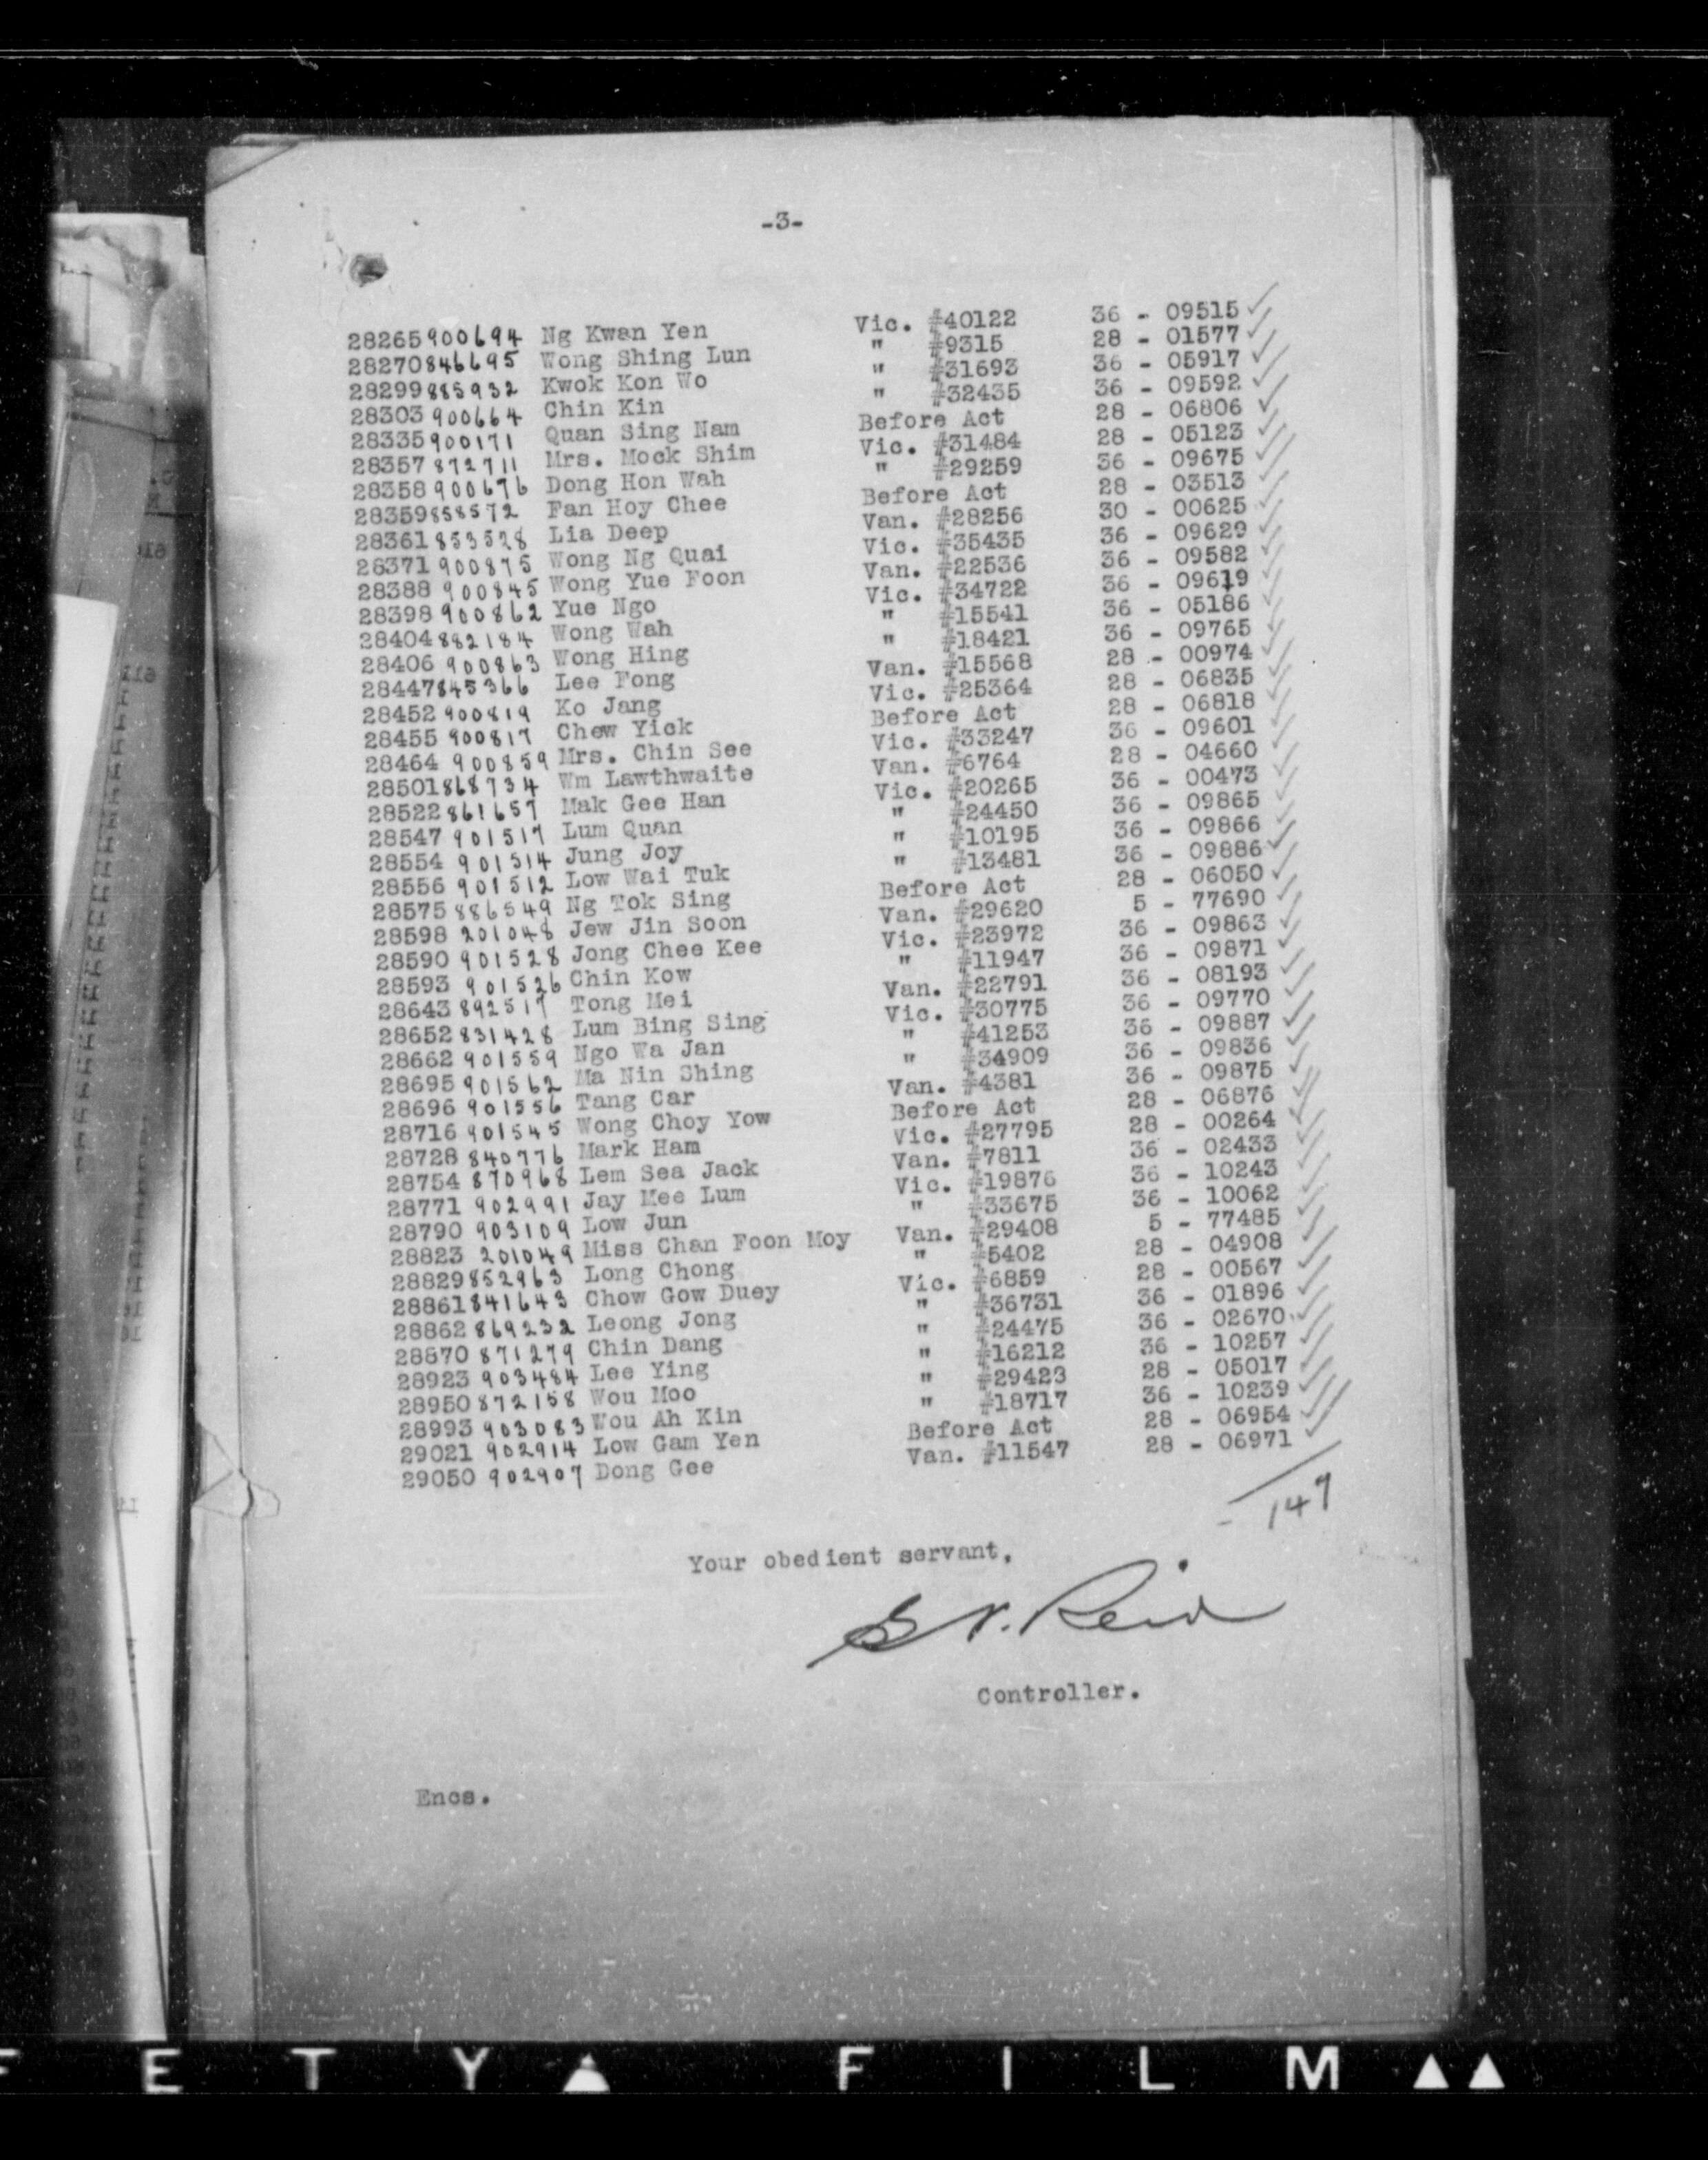 -3-
28265 900694 Ng Kwan Yen Vic. #40122 36 - 09515 ✓
28270 846695 Wong Shing Lun " #9315 28 - 01577 ✓
28299 885932 Kwok Kon Wo " #31693 36 - 05917 ✓
28303 900664 Chin Kin " #32435 36 - 09592 ✓
28335 900171 Quan Sing Nam Before Act 28 - 06806 ✓
28357 872711 Mrs. Mock Shim Vic. #31484 28 - 05123 ✓
28358 900676 Dong Hon Wah " #29259 36 - 09675 ✓
28359 858572 Fan Hoy Chee Before Act 28 - 03513 ✓
28361 853528 Lia Deep Van. #28256 30 - 00625 ✓
28371 900875 Wong Ng Quai Vic. #35435 36 - 09629 ✓
28388 900845 Wong Yue Foon Van. #22536 36 - 09582 ✓
28398 900862 Yue Ngo Vic. #34722 36 - 09619 ✓
28404 882184 Wong Wah " #15541 36 - 05186 ✓
28406 900863 Wong Hing " #18421 36 - 09765 ✓
28447 845366 Lee Fong Van. #15568 28 - 00974 ✓
28452 900819 Ko Jang Vic. #25364 28 - 06835 ✓
28455 900817 Chew Yick Before Act 28 - 06818 ✓
28464 900859 Mrs. Chin See Vic. #33247 36 - 09601 ✓
28501 868734 Wm Lawthwaite Van. #6764 28 - 04660 ✓
28522 861657 Mak Gee Han Vic. #20265 36 - 00473 ✓
28547 901517 Lum Quan " #24450 36 - 09865 ✓
28554 901514 Jung Joy " #10195 36 - 09866 ✓
28556 901512 Low Wai Tuk " #13481 36 - 09886 ✓
28575 886549 Ng Tok Sing Before Act 28 - 06050 ✓
28598 201048 Jew Jin Soon Van. #29620 5 - 77690 ✓
28590 901528 Jong Chee Kee Vic. #23972 36 - 09863 ✓
28593 901526 Chin Kow " #11947 36 - 09871 ✓
28643 892517 Tong Mei Van. #22791 36 - 08193 ✓
28652 831428 Lum Bing Sing Vic. #30775 36 - 09770 ✓
28662 901559 Ngo Wa Jan " #41253 36 - 09887 ✓
28695 901562 Ma Nin Shing " #34909 36 - 09836 ✓
28696 901556 Tang Car Van. #4381 36 - 09875 ✓
28716 901545 Wong Choy Yow Before Act 28 - 06876 ✓
28728 840776 Mark Ham Vic. #27795 28 - 00264 ✓
28754 870968 Lem Sea Jack Van. #7811 36 - 02433 ✓
28771 902991 Jay Mee Lum Vic. #19876 36 - 10243 ✓
28790 903109 Low Jun " #33675 36 - 10062 ✓
28823 201049 Miss Chan Foon Moy Van. #29408 5 - 77485 ✓
28829 852963 Long Chong " #5402 28 - 04908 ✓
28861 841643 Chow Gow Duey Vic. #6859 28 - 00567 ✓
28862 869232 Leong Jong " #36731 36 - 01896 ✓
28870 871279 Chin Dang " #24475 36 - 02670 ✓
28923 903484 Lee Ying " #16212 36 - 10257 ✓
28950 872158 Wou Moo " #29423 28 - 05017 ✓
28993 903083 Wou Ah Kin " #18717 36 - 10239 ✓
29021 902914 Low Gam Yen Before Act 28 - 06954 ✓
29050 902907 Dong Gee Van. #11547 28 - 06971 ✓
147
Your obedient servant,
Reid
Controller.
Encs.
E T Y ▲ F I L M ▲▲